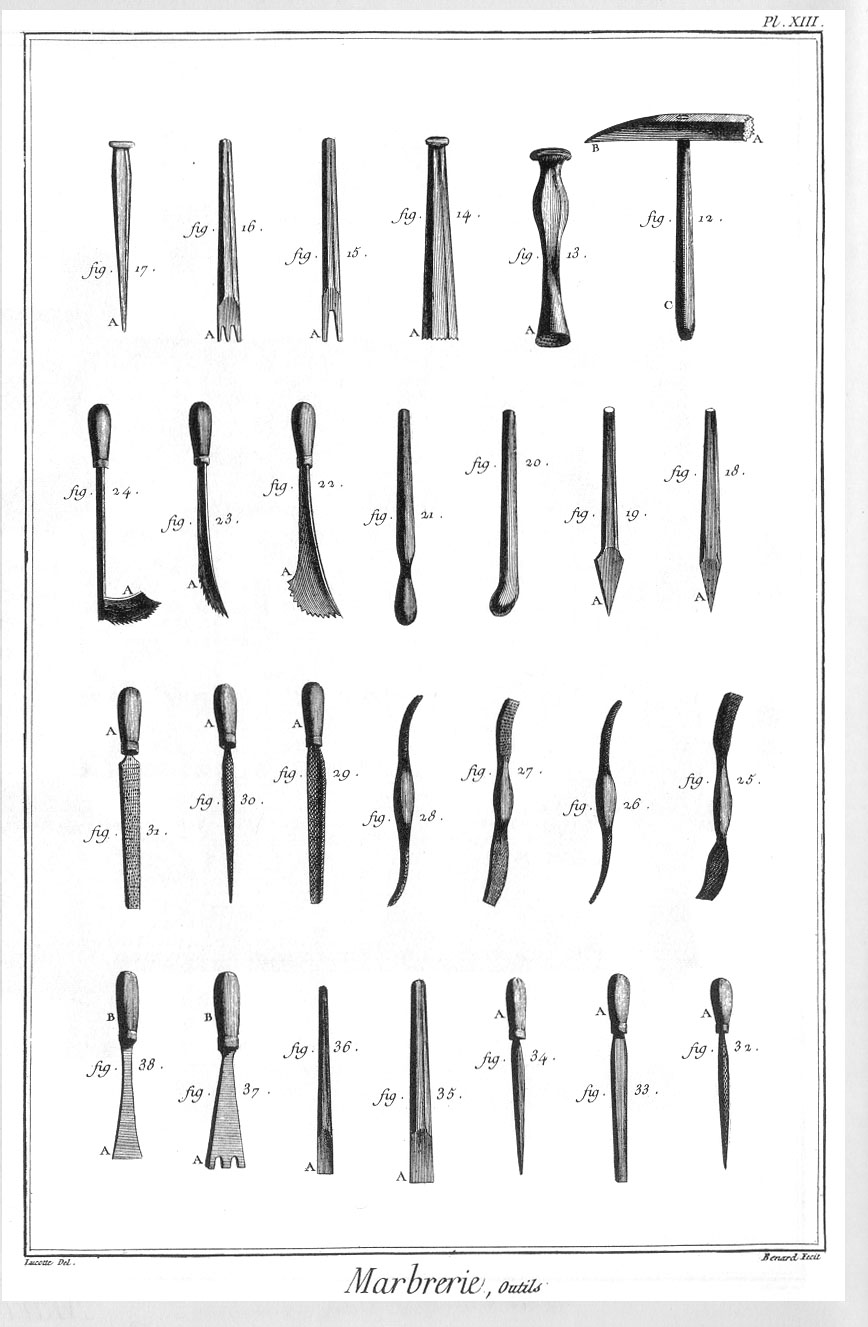 Pl. XIII.
B
A
fig. 17.
fig. 16.
fig. 15.
fig. 14.
fig. 13.
fig. 12.
C
A
A
A
A
A
fig. 24.
fig. 23.
fig. 22.
fig. 21.
fig. 20.
fig. 19.
fig. 18.
A
A
A
A
A
A
A
A
fig. 31.
fig. 30.
fig. 29.
fig. 28.
fig. 27.
fig. 26.
fig. 25.
B
B
A
A
A
fig. 38.
fig. 37.
fig. 36.
fig. 35.
fig. 34.
fig. 33.
fig. 32.
A
A
A
A
Lucotte Del.
Benard Fecit
Marbrerie, Outils